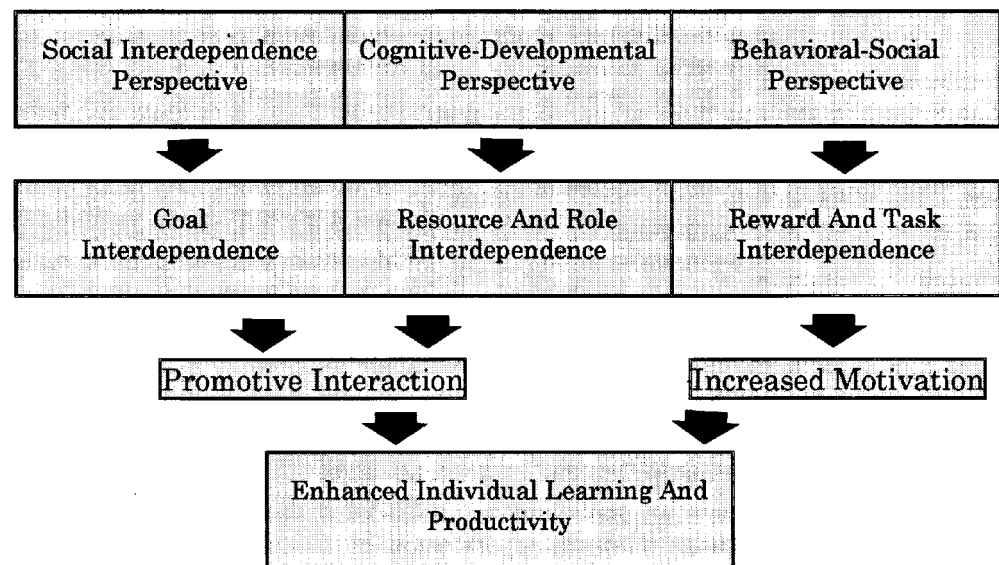 Social Interdependence
Perspective
Cognitive-Developmental
Perspective
Behavioral-Social
Perspective
Goal
Interdependence
Resource And Role
Interdependence
Reward And Task
Interdependence
Promotive Interaction
Increased Motivation
Enhanced Individual Learning And
Productivity